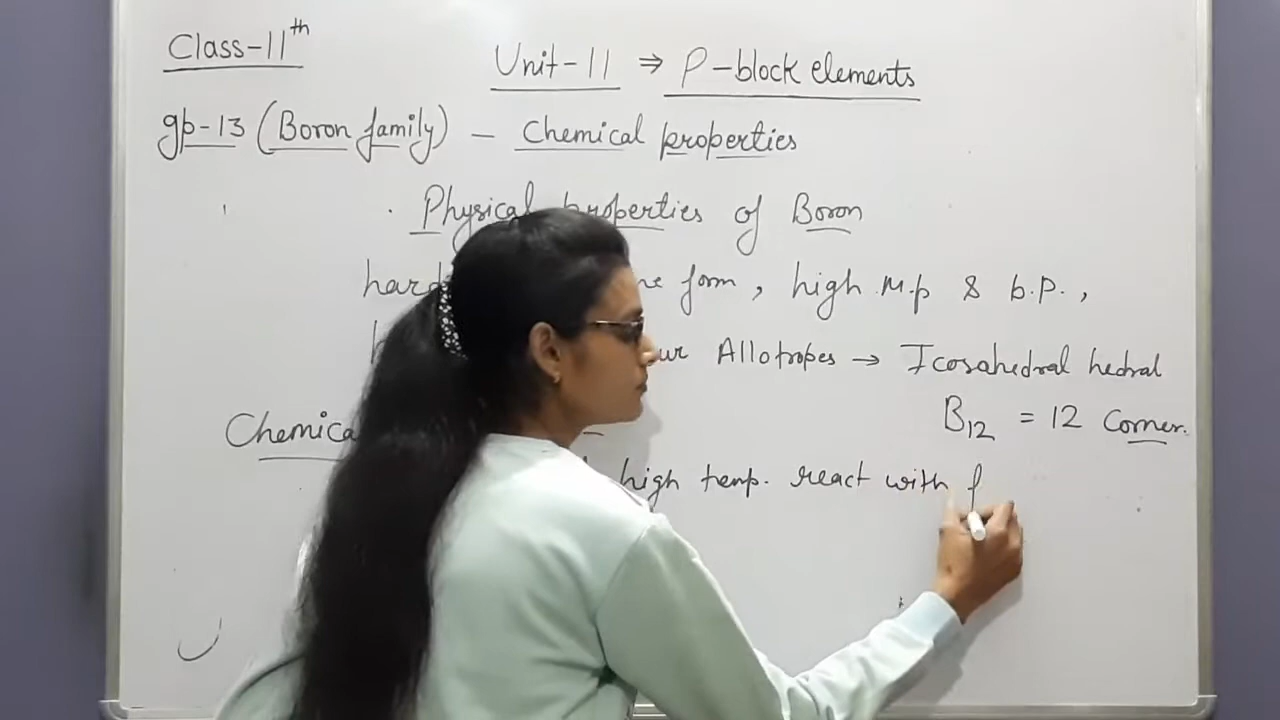 Class-11th
Unit-11 ⇒ P-block elements
gp-13 (Boron family) - Chemical properties
Physical properties of Boron
form, high M.p & b.p.,
Allotropes → Icosahedral hedral
B12 = 12 Corner.
high temp. react with